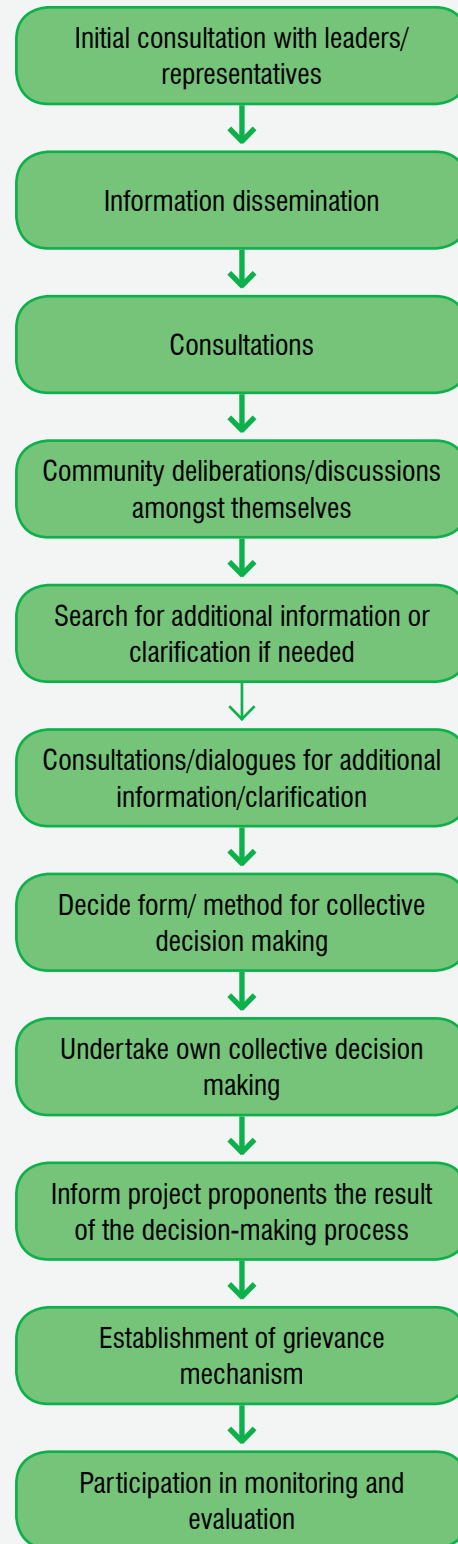 Initial consultation with leaders/
representatives
Information dissemination
Consultations
Community deliberations/discussions
amongst themselves
Search for additional information or
clarification if needed
Consultations/dialogues for additional
information/clarification
Decide form/ method for collective
decision making
Undertake own collective decision
making
Inform project proponents the result
of the decision-making process
Establishment of grievance
mechanism
Participation in monitoring and
evaluation